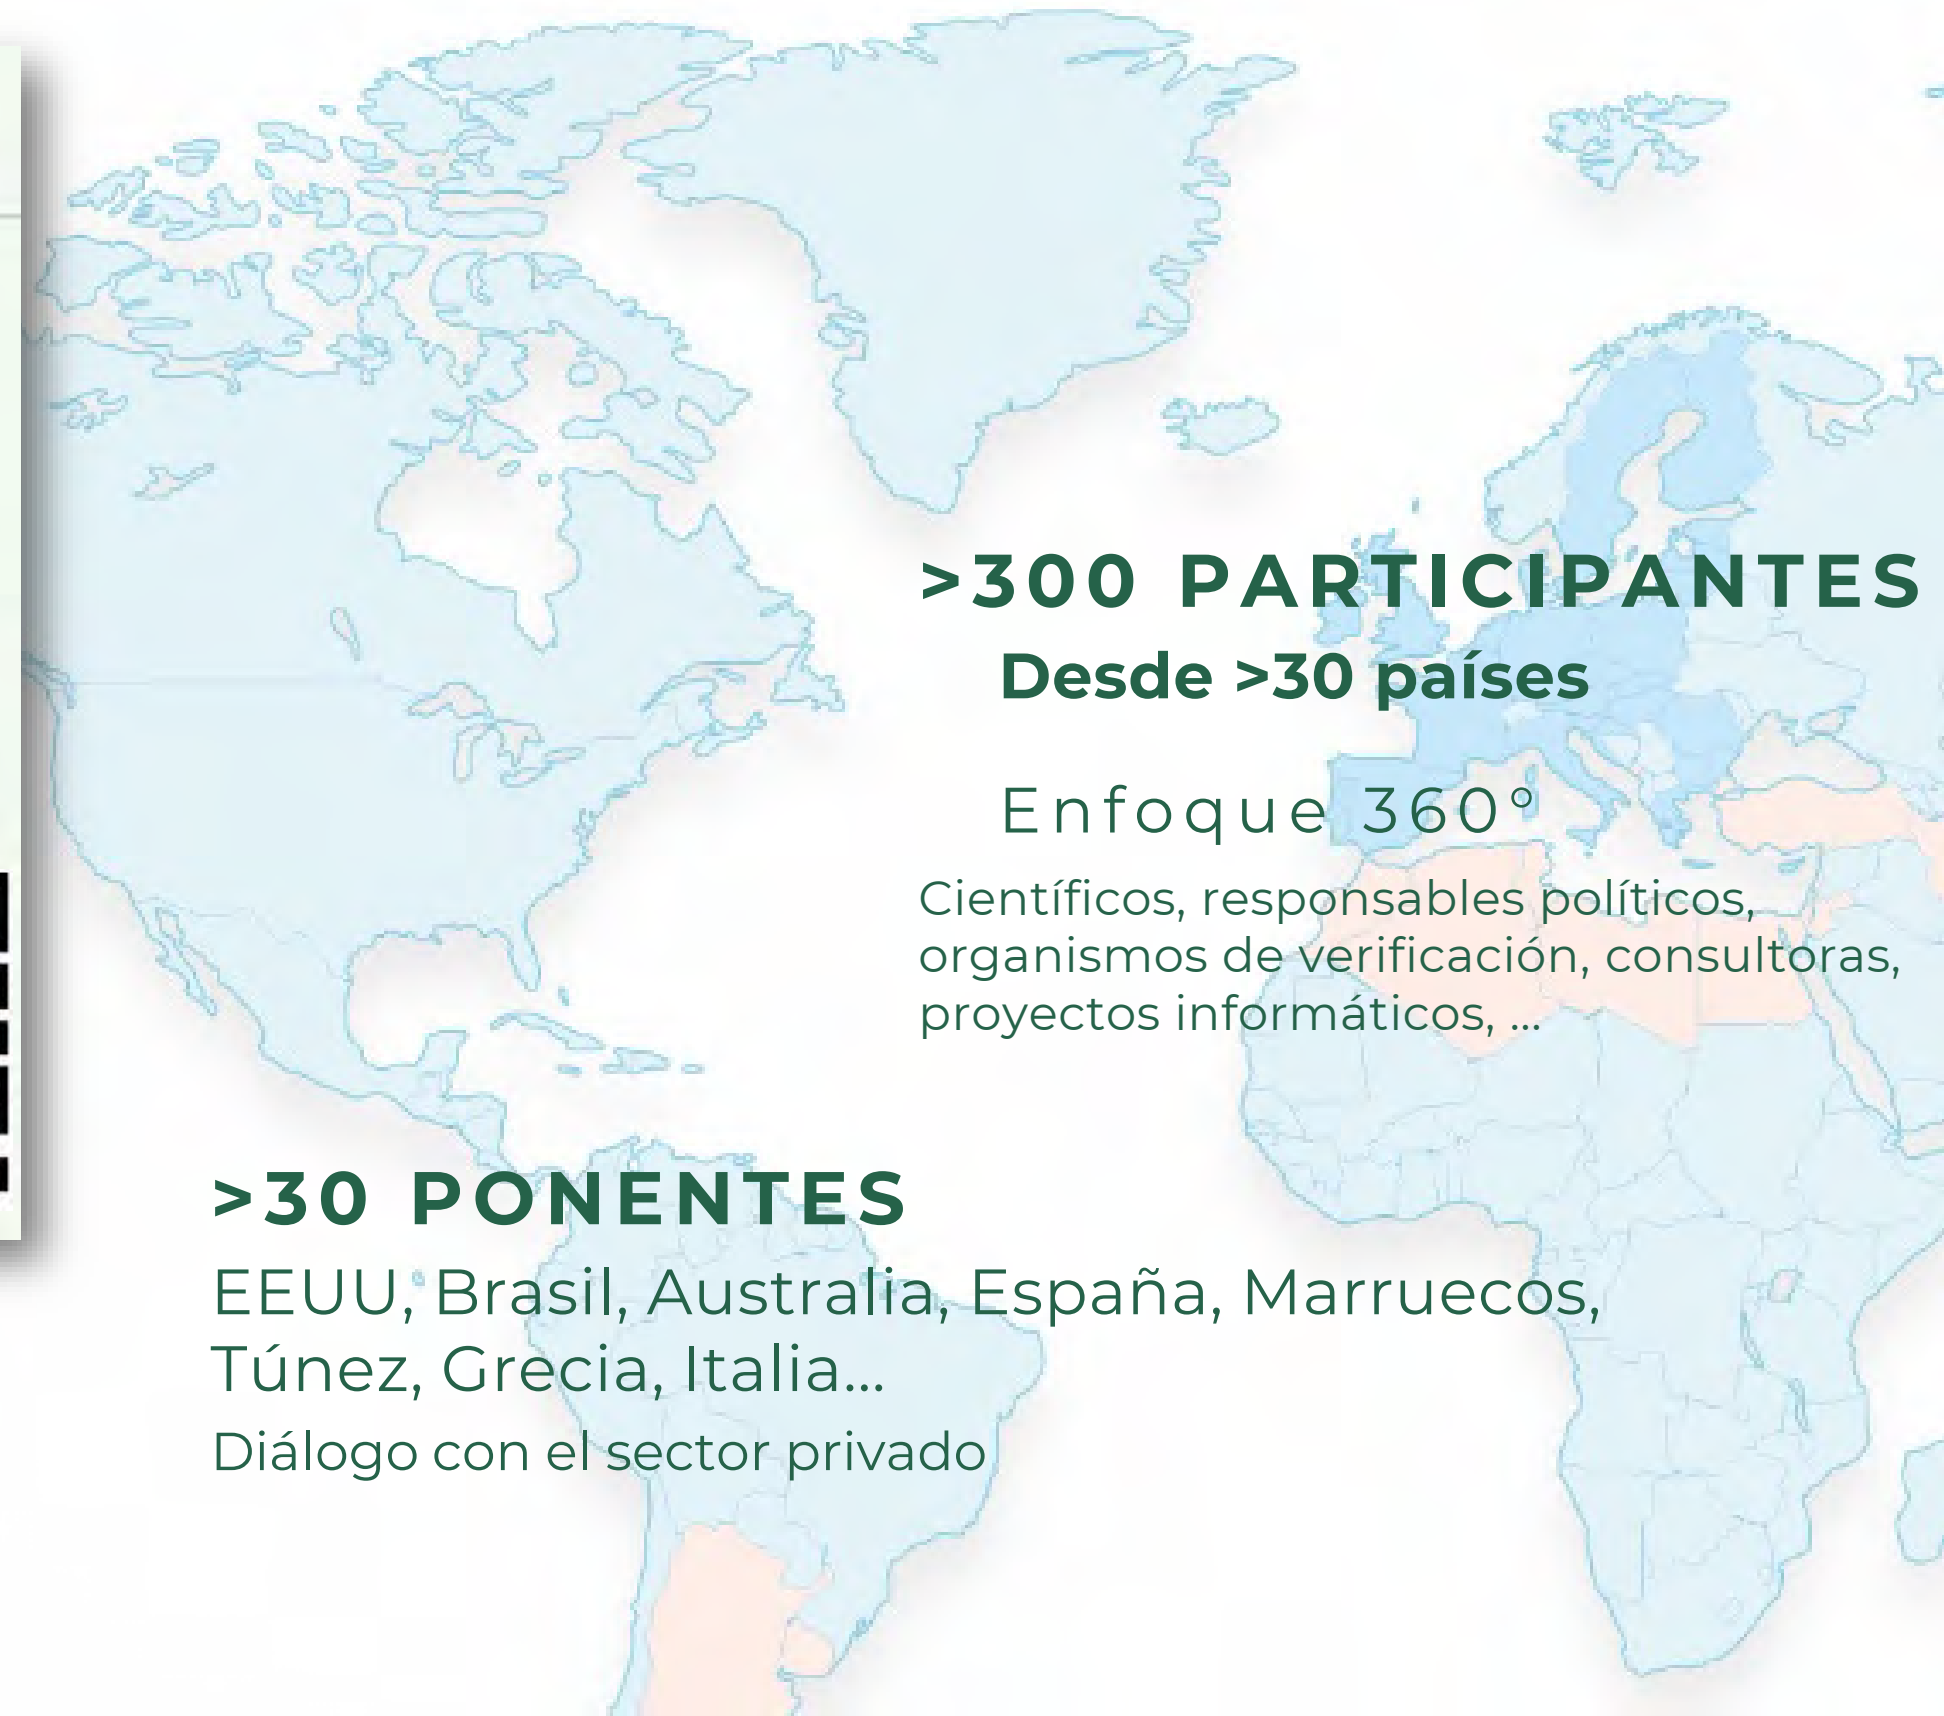 >300 PARTICIPANTES
Desde >30 países
Enfoque 360°
Científicos, responsables políticos,
organismos de verificación, consultoras,
proyectos informáticos, ...
>30 PONENTES
EEUU, Brasil, Australia, España, Marruecos,
Túnez, Grecia, Italia...
Diálogo con el sector privado